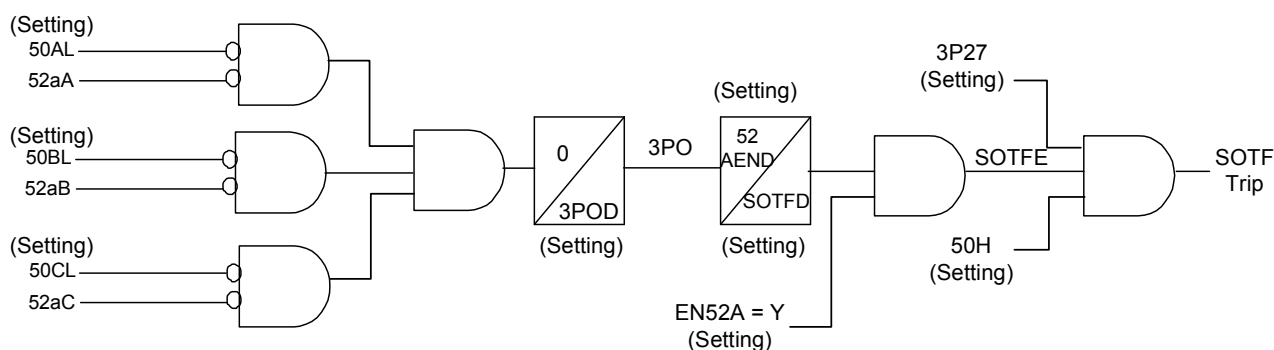 (Setting)
50AL
52aA
(Setting)
50BL
52aB
(Setting)
50CL
52aC
0
3POD
(Setting)
3PO
(Setting)
52
AEND
SOTFD
(Setting)
EN52A = Y
(Setting)
SOTFE
3P27
(Setting)
50H
(Setting)
SOTF
Trip